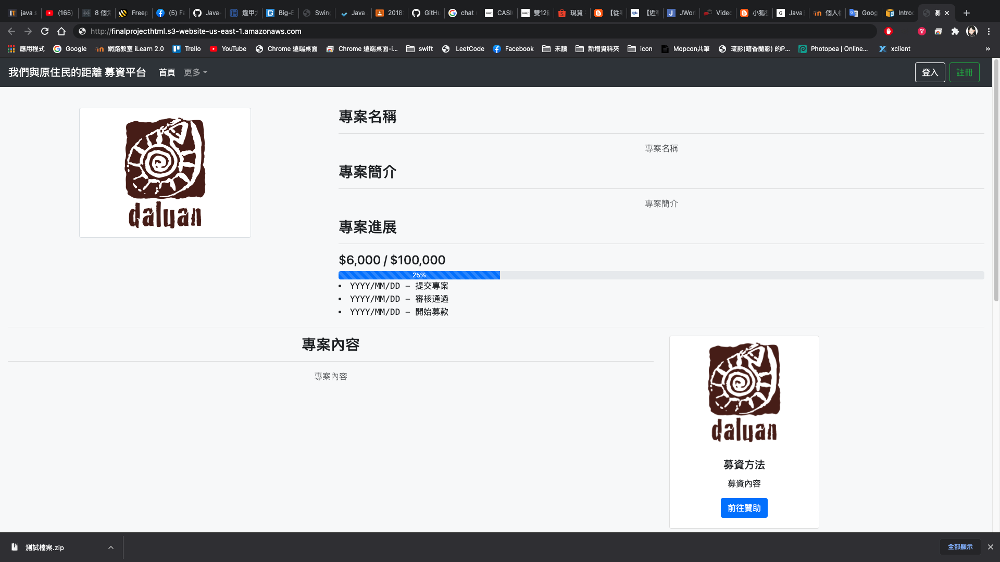 java s
(165)
8 個免
Freep
(5) Fa
Java-
逢甲大
Big-E
Swing
Java
2018
GitHu
chat
CASI
雙12
現貨
【從零
【近
JWor
Video
小狐狸
Java
個人
Goog
Introd
募
http://finalprojecthtml.s3-website-us-east-1.amazonaws.com
應用程式
Google
網路教室 iLearn 2.0
Trello
YouTube
Chrome 遠端桌面
Chrome 遠端桌面-i...
swift
LeetCode
Facebook
未讀
新增資料夾
icon
Mopcon共筆
琉影(暗香蘭影) 的P...
Photopea | Online...
xclient
»
我們與原住民的距離 募資平台
首頁
更多
登入
註冊
daluan
專案名稱
專案名稱
專案簡介
專案簡介
專案進展
$6,000 / $100,000
25%
• YYYY/MM/DD – 提交專案
• YYYY/MM/DD – 審核通過
• YYYY/MM/DD – 開始募款
專案內容
專案內容
daluan
募資方法
募資內容
前往贊助
測試檔案.zip
全部顯示